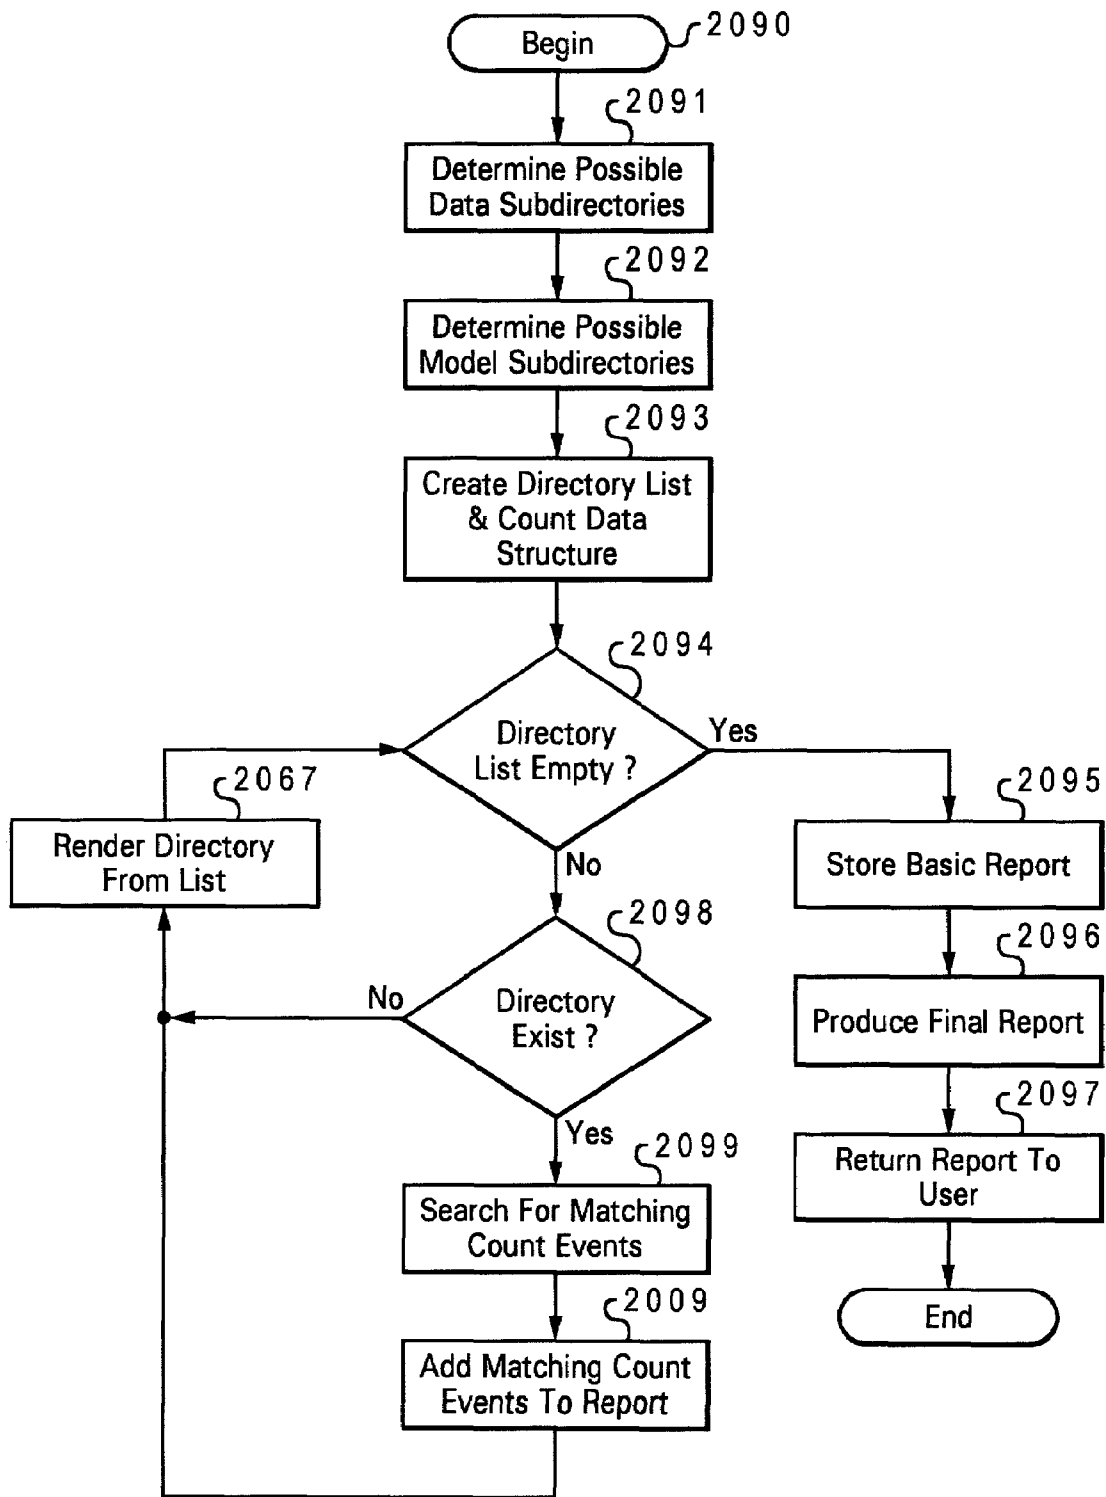 Begin
2090
2091
Determine Possible
Data Subdirectories
2092
Determine Possible
Model Subdirectories
2093
Create Directory List
& Count Data
Structure
2094
Directory
List Empty ?
Yes
No
2067
Render Directory
From List
2095
Store Basic Report
2098
Directory
Exist ?
No
Yes
2096
Produce Final Report
2097
Return Report To
User
2099
Search For Matching
Count Events
End
2009
Add Matching Count
Events To Report